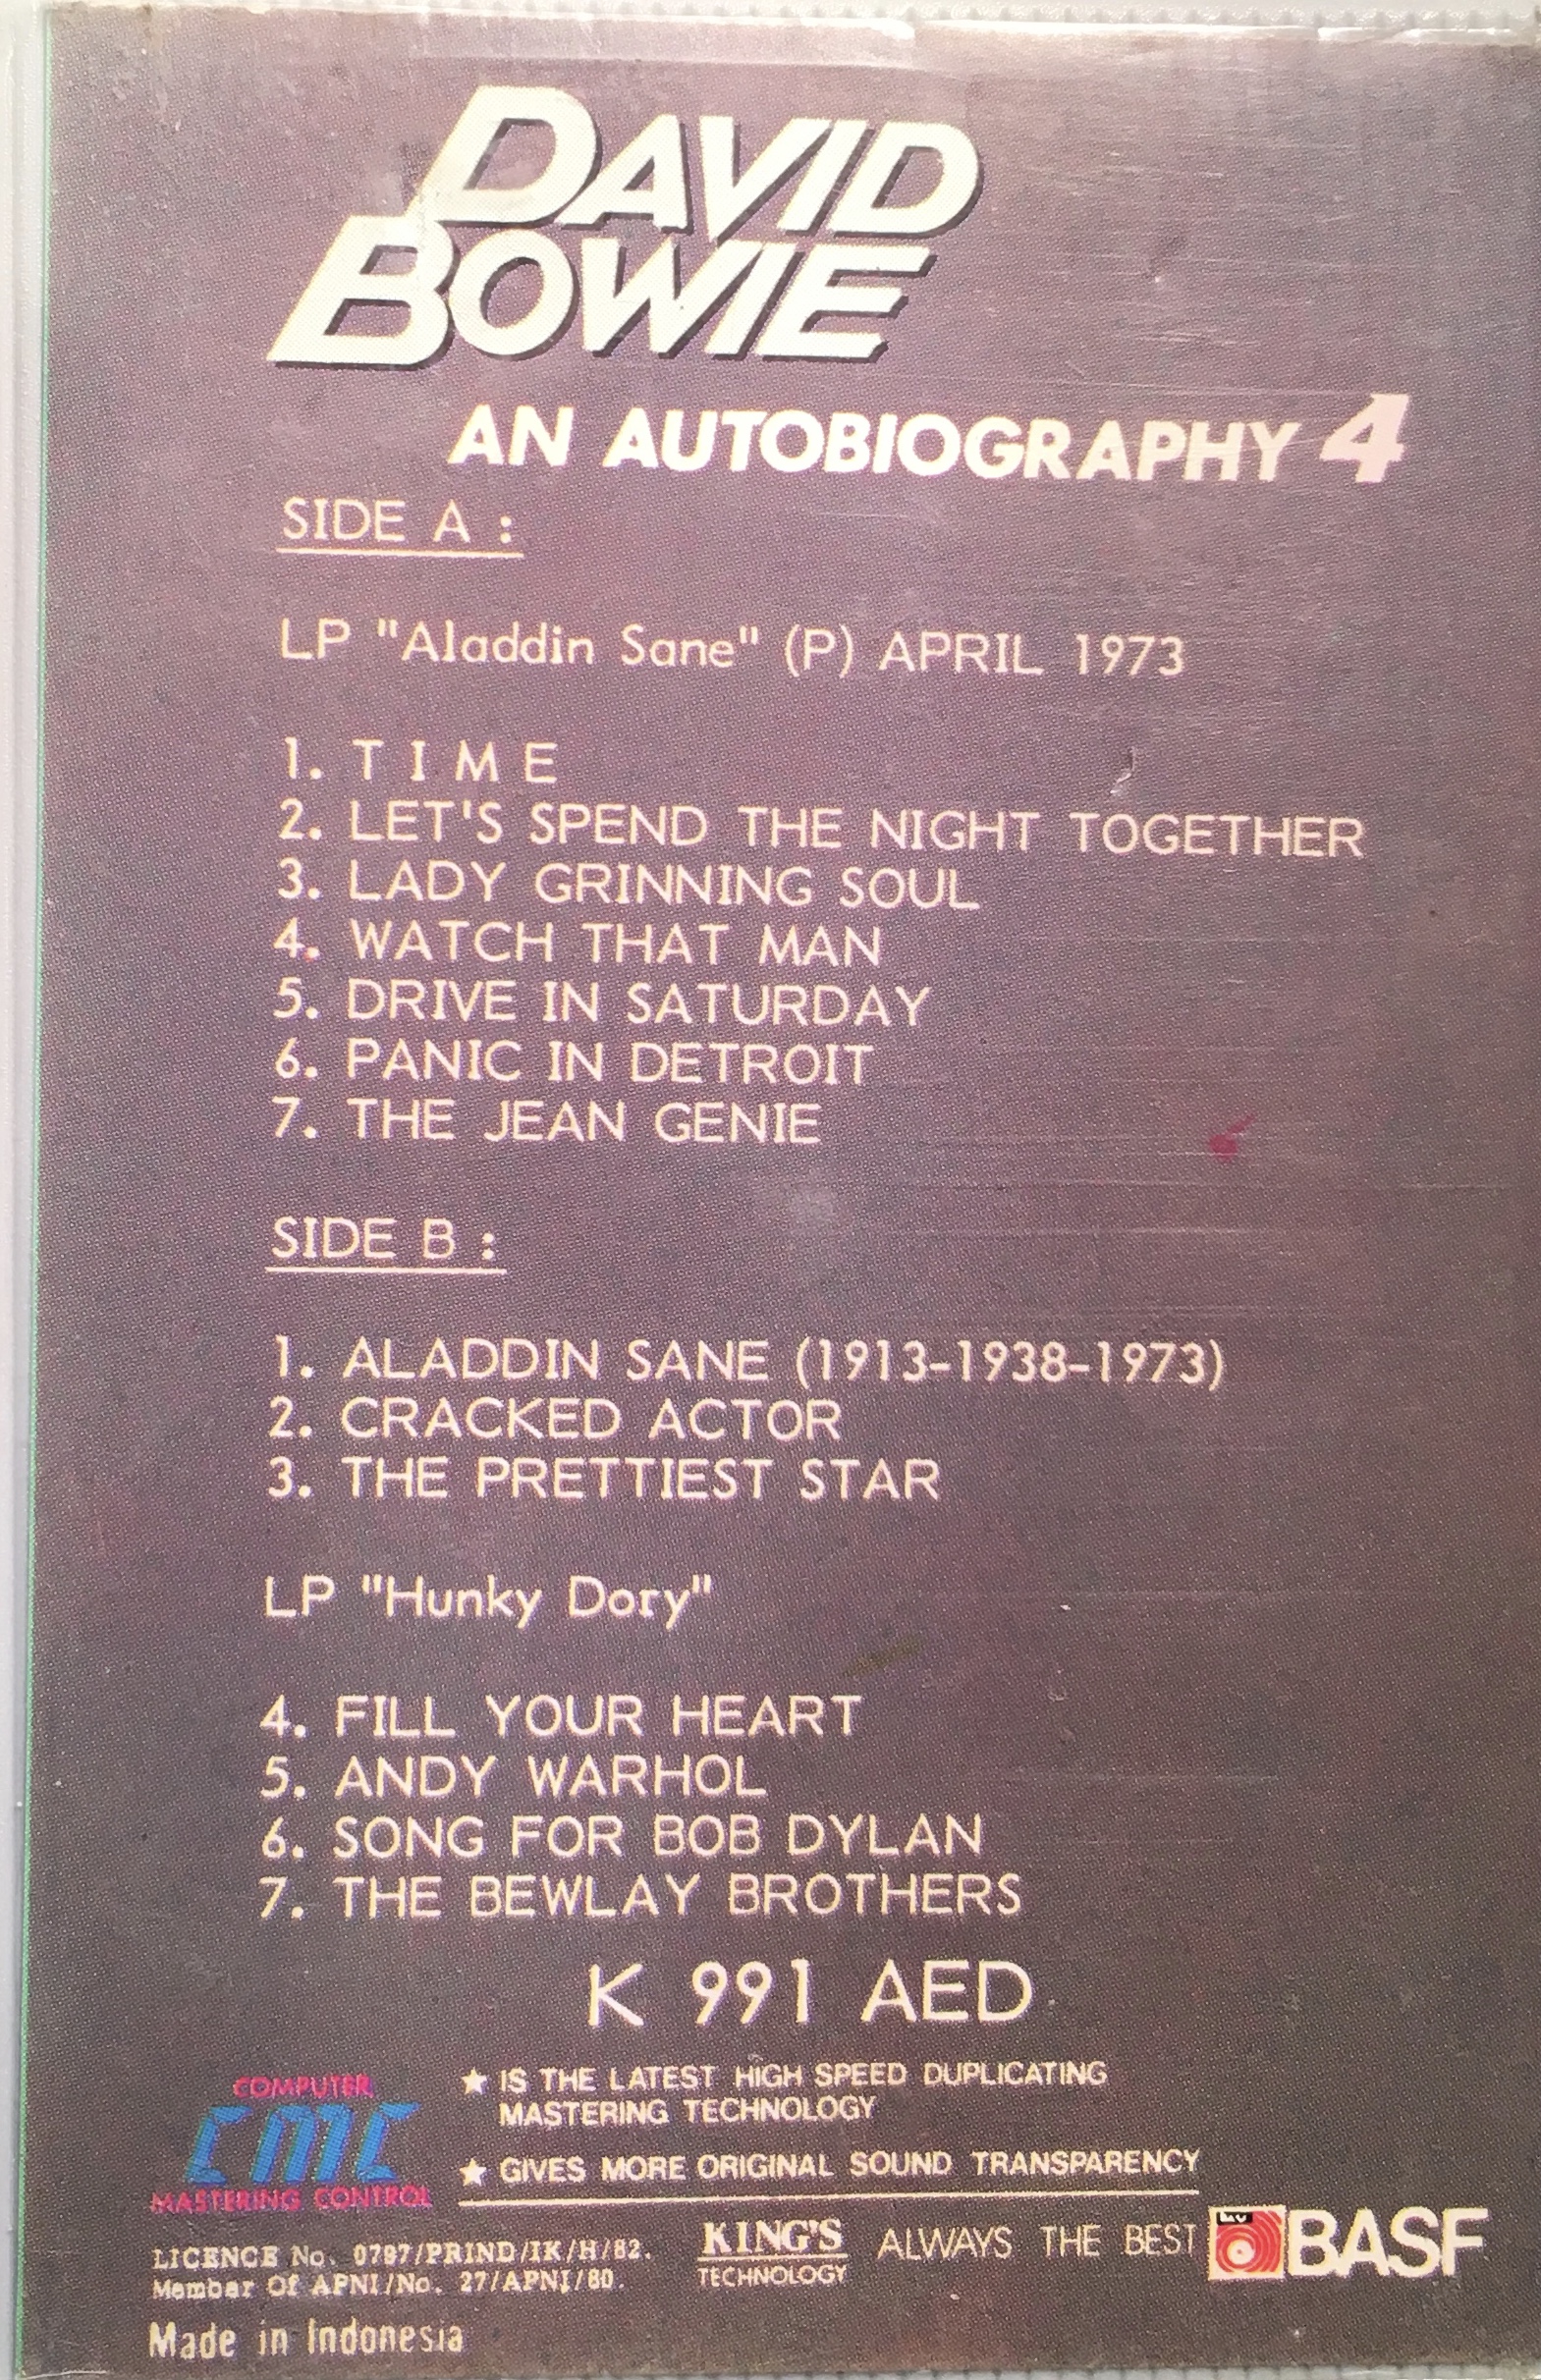 DAVID
BOWIE
AN AUTOBIOGRAPHY 4
SIDE A :
LP "Aladdin Sane" (P) APRIL 1973
1. T I M E
2. LET'S SPEND THE NIGHT TOGETHER
3. LADY GRINNING SOUL
4. WATCH THAT MAN
5. DRIVE IN SATURDAY
6. PANIC IN DETROIT
7. THE JEAN GENIE
SIDE B :
1. ALADDIN SANE (1913-1938-1973)
2. CRACKED ACTOR
3. THE PRETTIEST STAR
LP "Hunky Dory"
4. FILL YOUR HEART
5. ANDY WARHOL
6. SONG FOR BOB DYLAN
7. THE BEWLAY BROTHERS
K 991 AED
COMPUTER
CMC
MASTERING CONTROL
★ IS THE LATEST HIGH SPEED DUPLICATING
MASTERING TECHNOLOGY
★ GIVES MORE ORIGINAL SOUND TRANSPARENCY
LICENCE No. 0797/PRIND/IK/H/82.
Member Of APNI/No. 27/APNI/80.
Made in Indonesia
KING'S
TECHNOLOGY
ALWAYS THE BEST
BASF